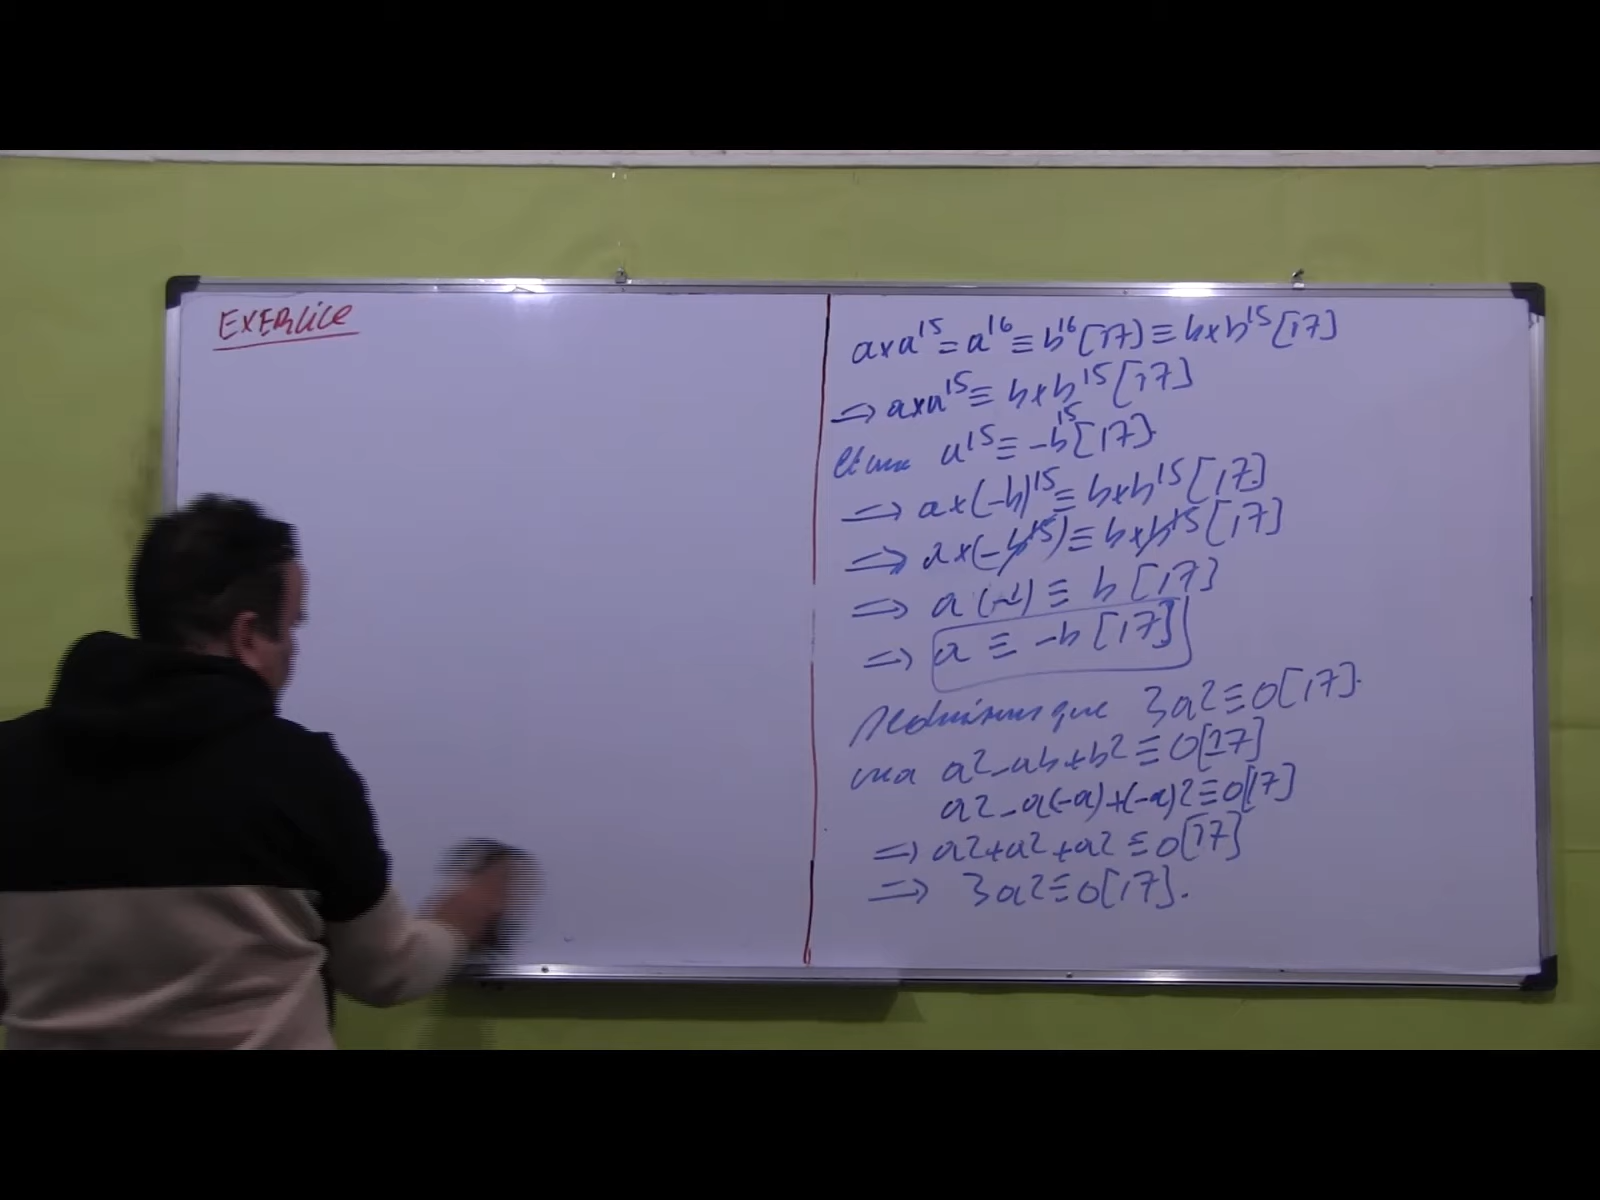 EXERCICE
a×a¹⁵ = a¹⁶ ≡ b¹⁶ [17] ≡ b×b¹⁵ [17]
⇒ a×a¹⁵ ≡ b×b¹⁵ [17]
et on a a¹⁵ ≡ -b¹⁵ [17]
⇒ a×(-b)¹⁵ ≡ b×b¹⁵ [17]
⇒ a×(-b¹⁵) ≡ b×b¹⁵ [17]
⇒ a(-1) ≡ b [17]
⇒ a ≡ -b [17]
que 3a² ≡ 0 [17].
on a a² - ab + b² ≡ 0 [17]
a² - a(-a) + (-a)² ≡ 0 [17]
⇒ a² + a² + a² ≡ 0 [17]
⇒ 3a² ≡ 0 [17].